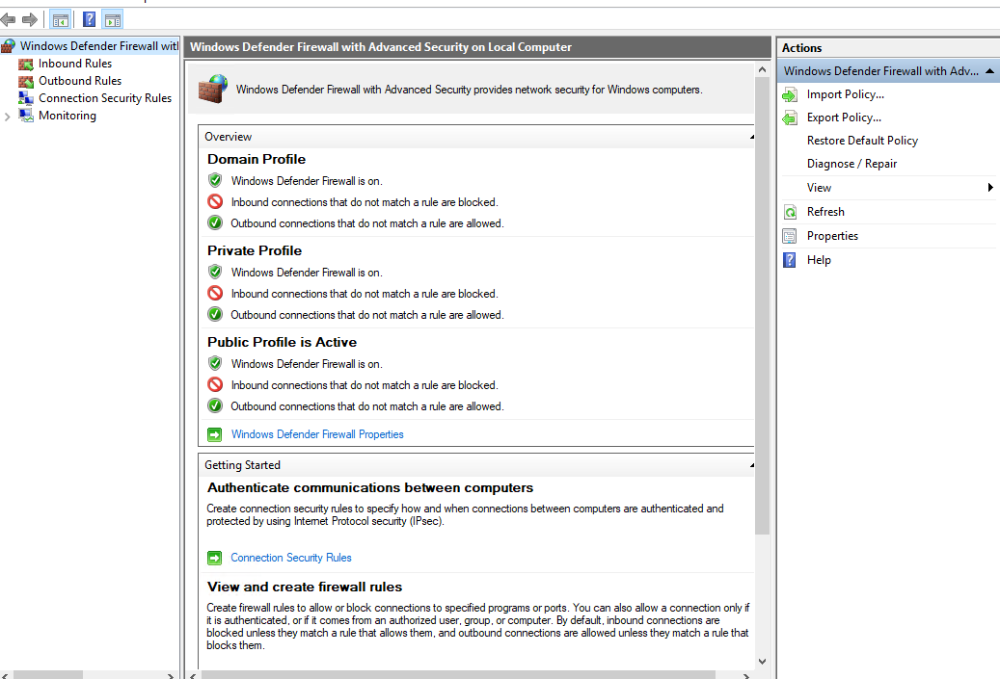 Windows Defender Firewall with
Inbound Rules
Outbound Rules
Connection Security Rules
Monitoring
Windows Defender Firewall with Advanced Security on Local Computer
Windows Defender Firewall with Advanced Security provides network security for Windows computers.
Overview
Domain Profile
Windows Defender Firewall is on.
Inbound connections that do not match a rule are blocked.
Outbound connections that do not match a rule are allowed.
Private Profile
Windows Defender Firewall is on.
Inbound connections that do not match a rule are blocked.
Outbound connections that do not match a rule are allowed.
Public Profile is Active
Windows Defender Firewall is on.
Inbound connections that do not match a rule are blocked.
Outbound connections that do not match a rule are allowed.
Windows Defender Firewall Properties
Getting Started
Authenticate communications between computers
Create connection security rules to specify how and when connections between computers are authenticated and
protected by using Internet Protocol security (IPsec).
Connection Security Rules
View and create firewall rules
Create firewall rules to allow or block connections to specified programs or ports. You can also allow a connection only if
it is authenticated, or if it comes from an authorized user, group, or computer. By default, inbound connections are
blocked unless they match a rule that allows them, and outbound connections are allowed unless they match a rule that
blocks them.
Actions
Windows Defender Firewall with Adv...
Import Policy...
Export Policy...
Restore Default Policy
Diagnose / Repair
View
Refresh
Properties
Help